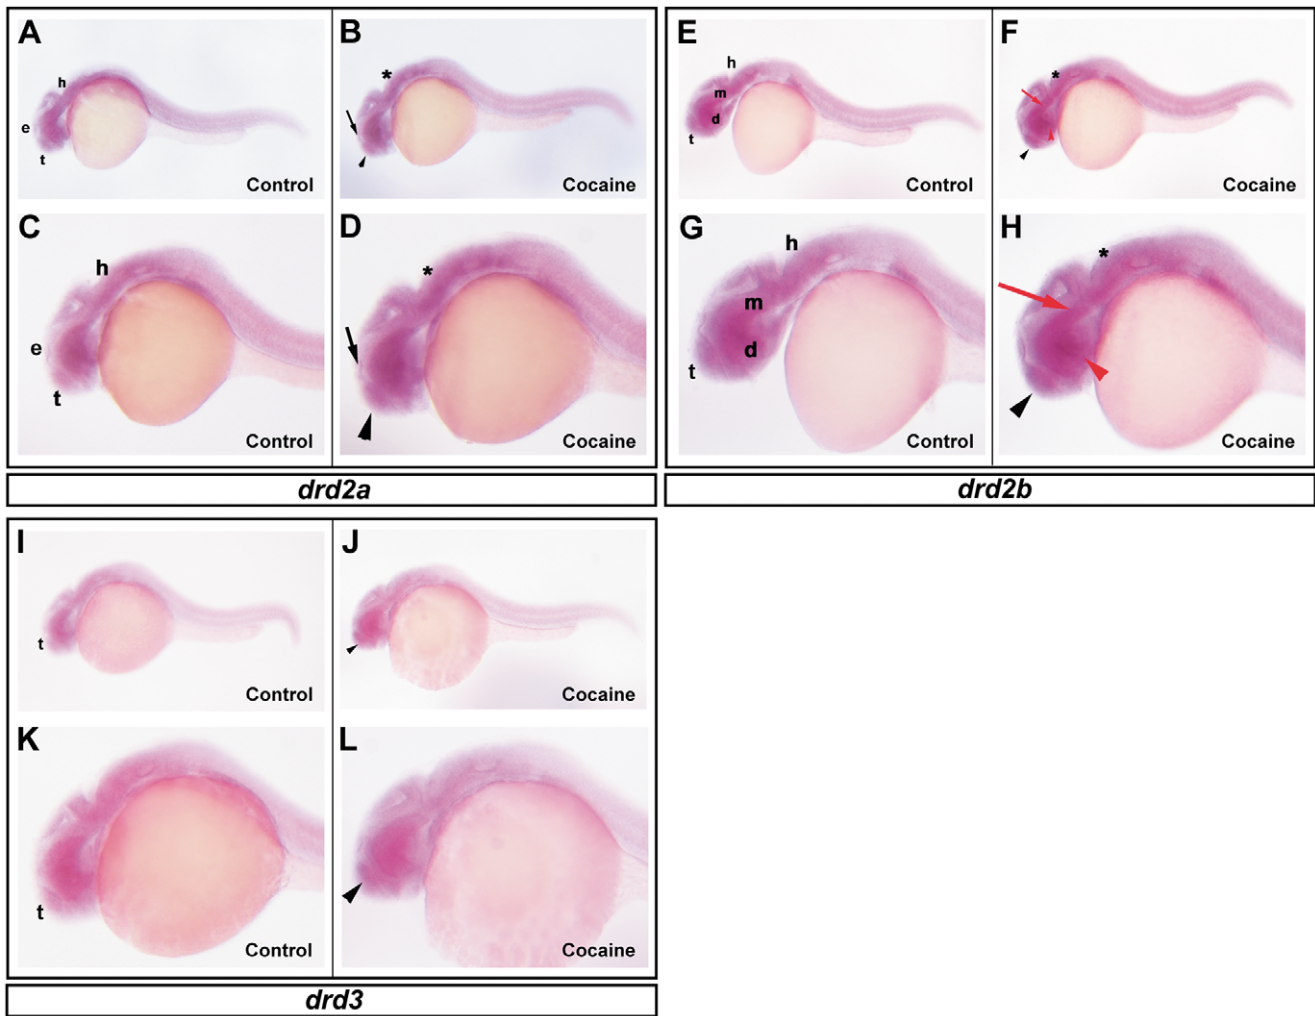 A
h
e
t
Control
B
*
Cocaine
C
h
e
t
Control
D
*
Cocaine
drd2a
E
h
m
d
t
Control
F
*
Cocaine
G
h
m
d
t
Control
H
*
Cocaine
drd2b
I
t
Control
J
Cocaine
K
t
Control
L
Cocaine
drd3